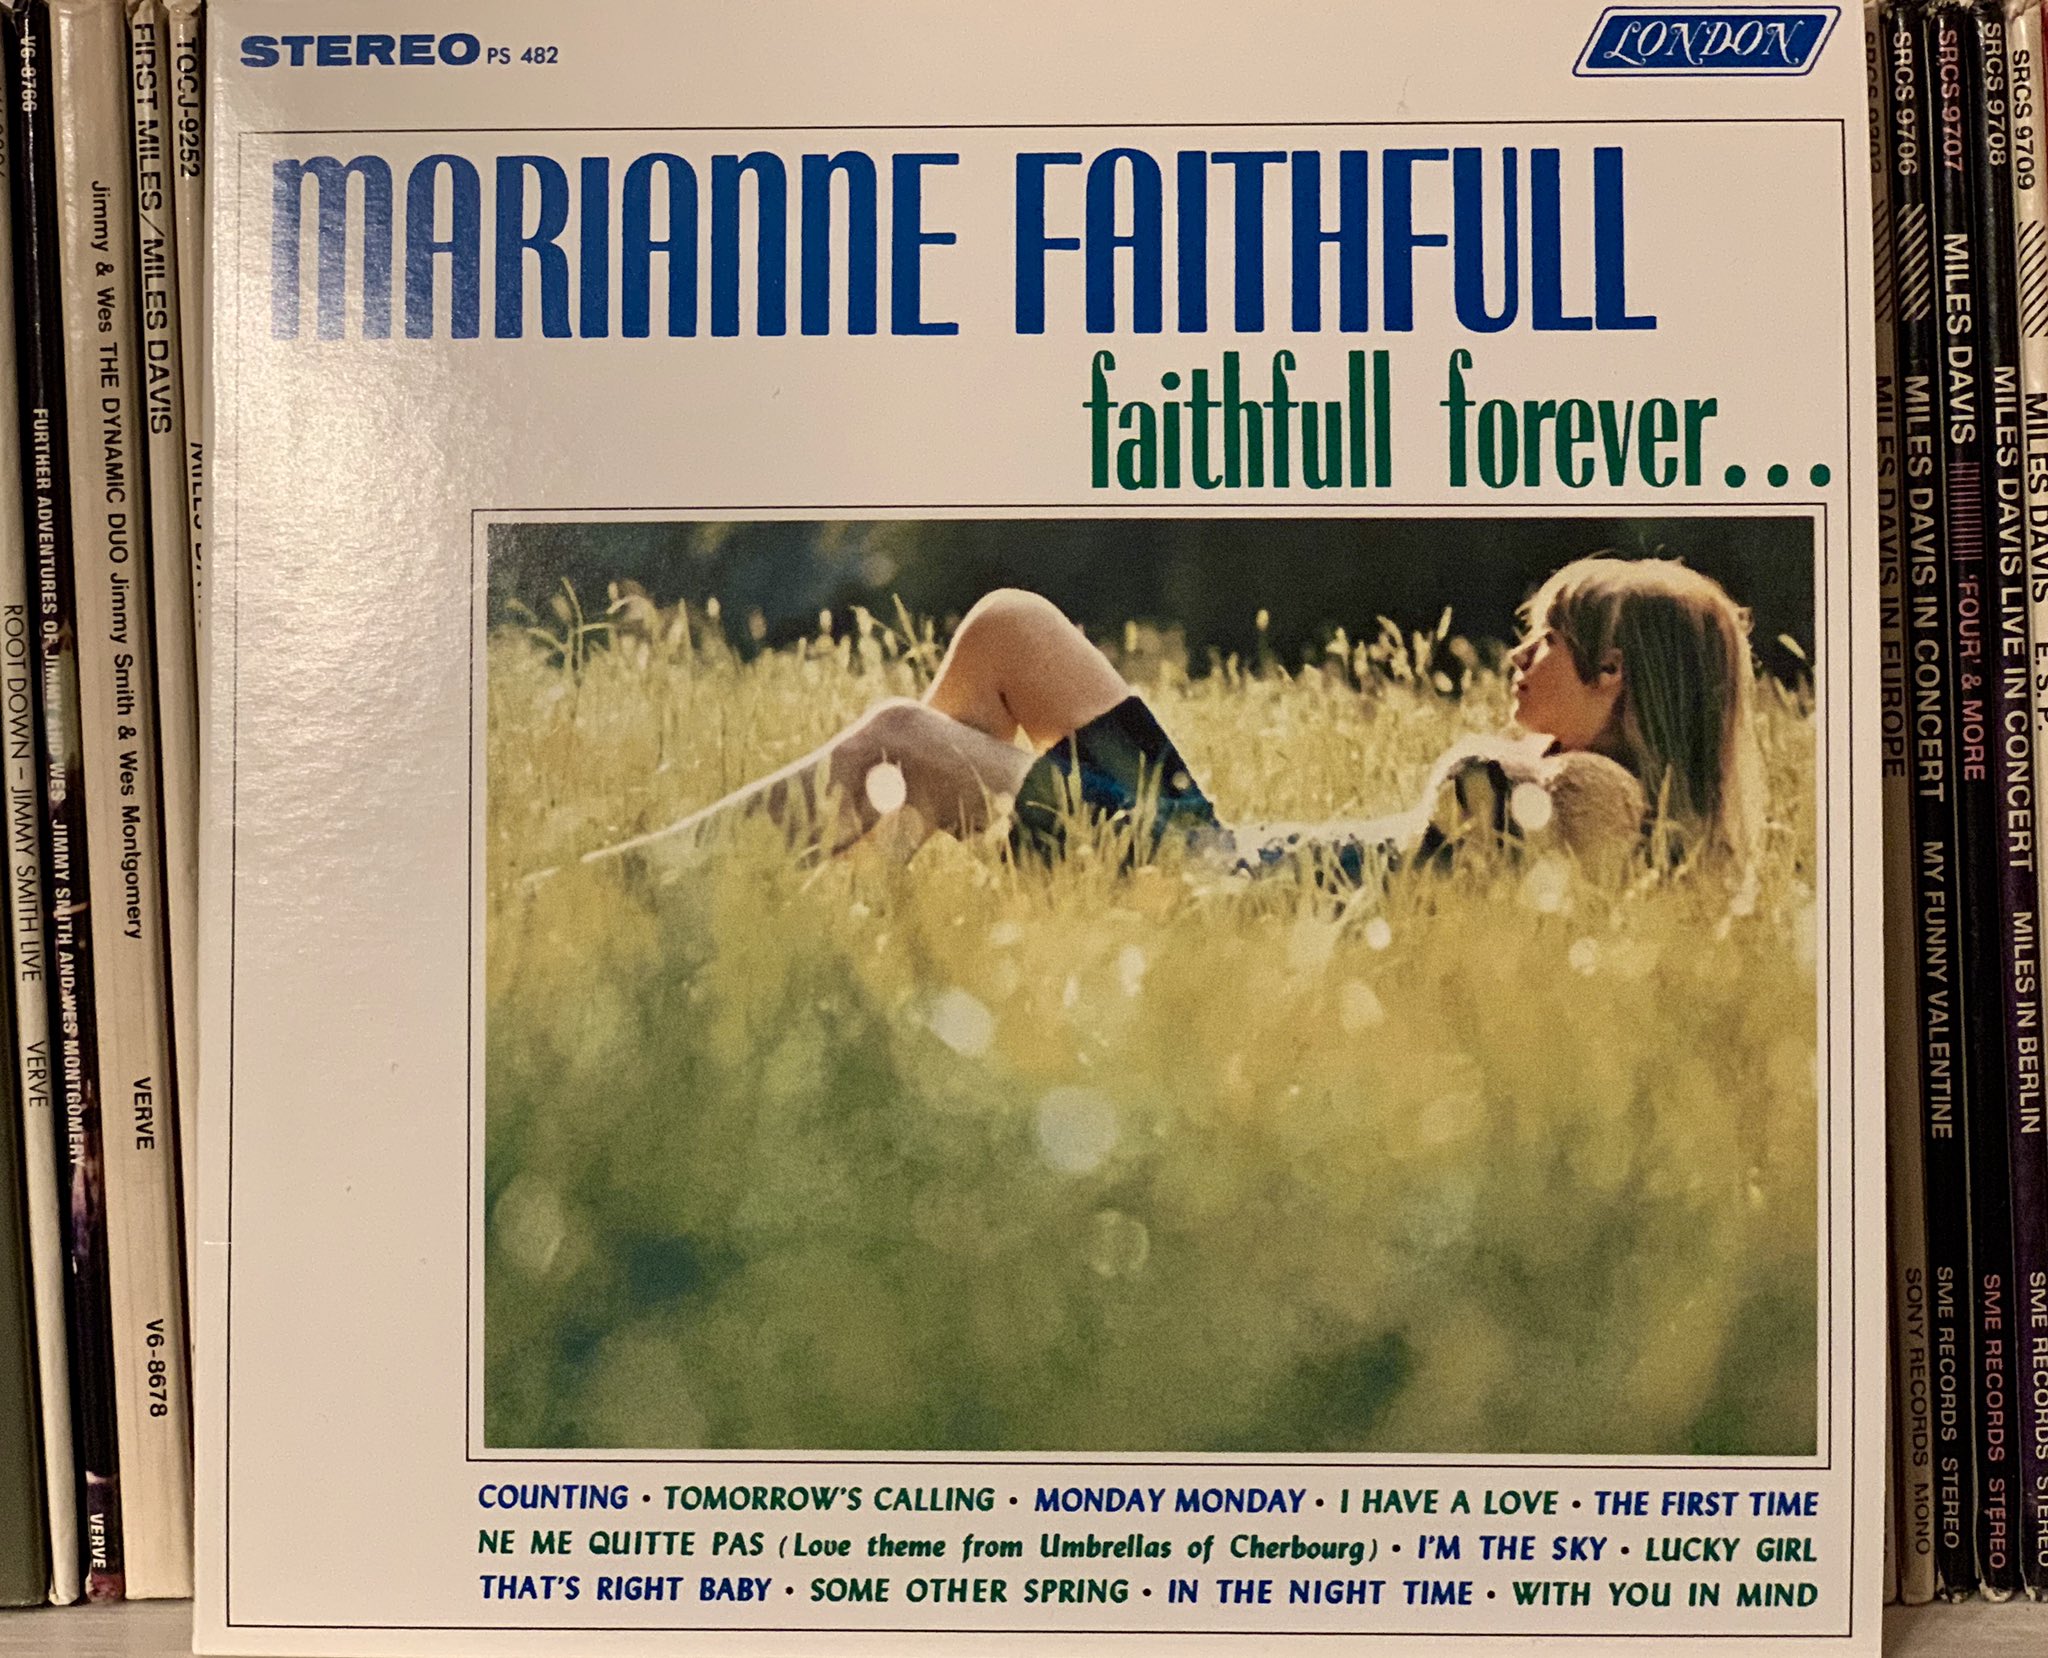 STEREO PS 482
LONDON
MARIANNE FAITHFULL
faithfull forever...
COUNTING • TOMORROW'S CALLING • MONDAY MONDAY • I HAVE A LOVE • THE FIRST TIME
NE ME QUITTE PAS (Love theme from Umbrellas of Cherbourg) • I'M THE SKY • LUCKY GIRL
THAT'S RIGHT BABY • SOME OTHER SPRING • IN THE NIGHT TIME • WITH YOU IN MIND
ROOT DOWN – JIMMY SMITH LIVE VERVE
V6-8766 FURTHER ADVENTURES OF JIMMY AND WES JIMMY SMITH AND WES MONTGOMERY VERVE
Jimmy & Wes THE DYNAMIC DUO Jimmy Smith & Wes Montgomery VERVE V6-8678
FIRST MILES/MILES DAVIS
TOCJ-9252
MILES DAVIS IN EUROPE SONY RECORDS MONO
SRCS 9706 MILES DAVIS IN CONCERT MY FUNNY VALENTINE SME RECORDS STEREO
SRCS 9707 MILES DAVIS 'FOUR' & MORE SME RECORDS STEREO
SRCS 9708 MILES DAVIS LIVE IN CONCERT MILES IN BERLIN SME RECORDS STEREO
SRCS 9709 MILES DAVIS E.S.P.